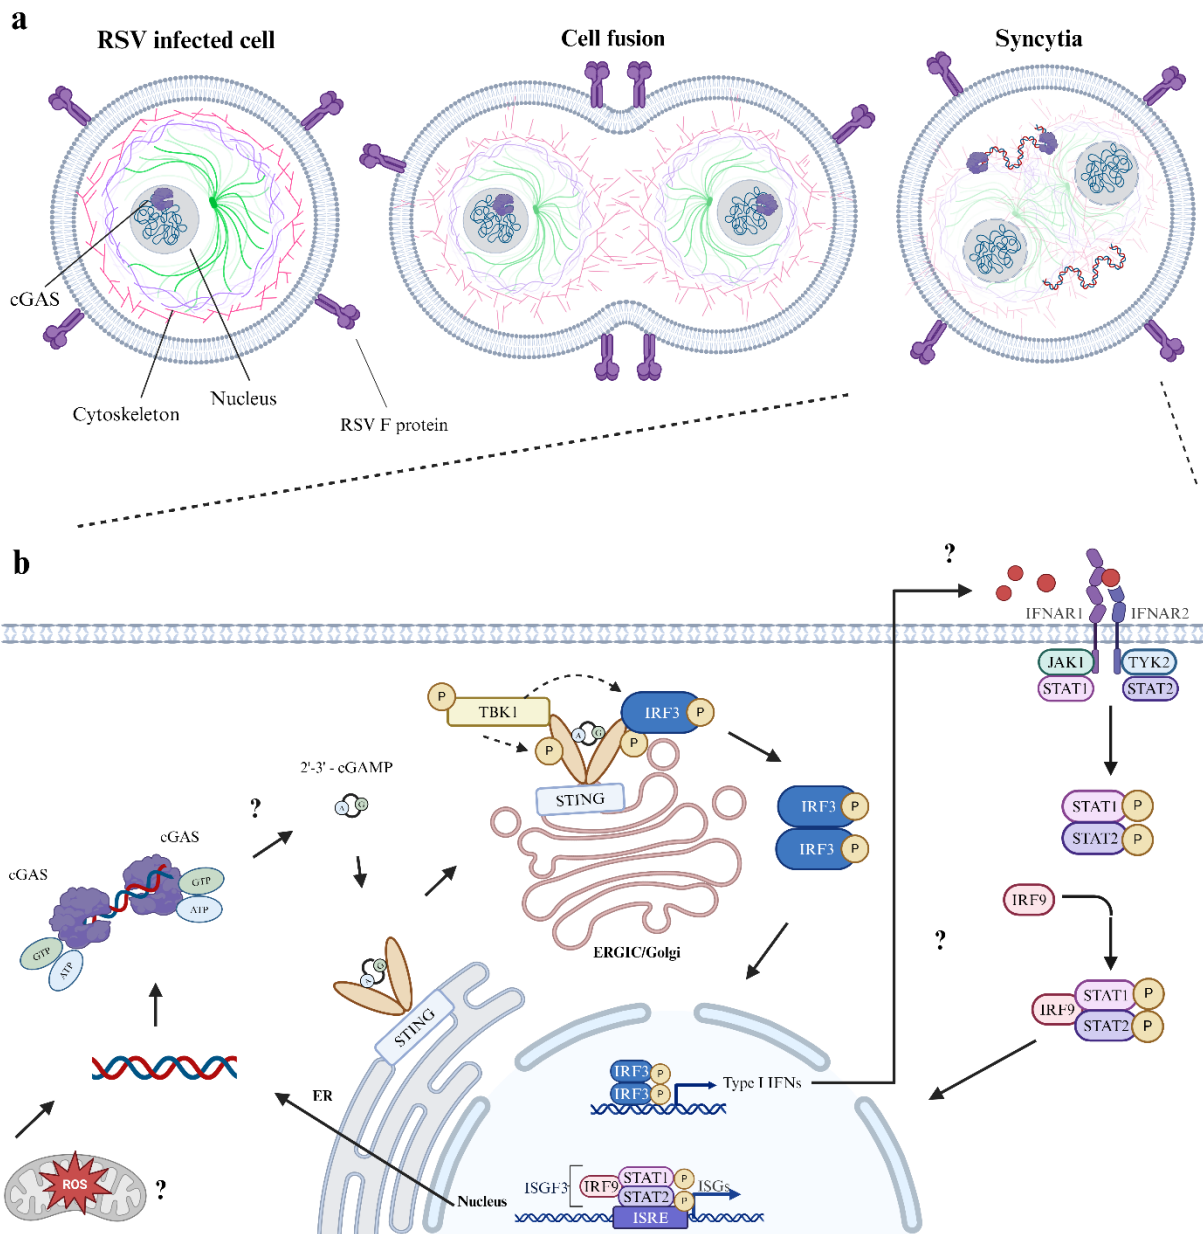 a
RSV infected cell
Cell fusion
Syncytia
cGAS
Cytoskeleton
Nucleus
RSV F protein
b
?
IFNAR1
IFNAR2
JAK1
TYK2
STAT1
STAT2
P
TBK1
IRF3
P
A
G
P
P
STING
2'-3' - cGAMP
?
A
G
IRF3
P
IRF3
P
STAT1
P
STAT2
P
cGAS
cGAS
GTP
ATP
GTP
ATP
IRF9
?
ERGIC/Golgi
A
G
STING
STAT1
P
IRF9
STAT2
P
ER
IRF3
P
IRF3
P
Type I IFNs
ROS
?
Nucleus
ISGF3
IRF9
STAT1
P
STAT2
P
ISGs
ISRE